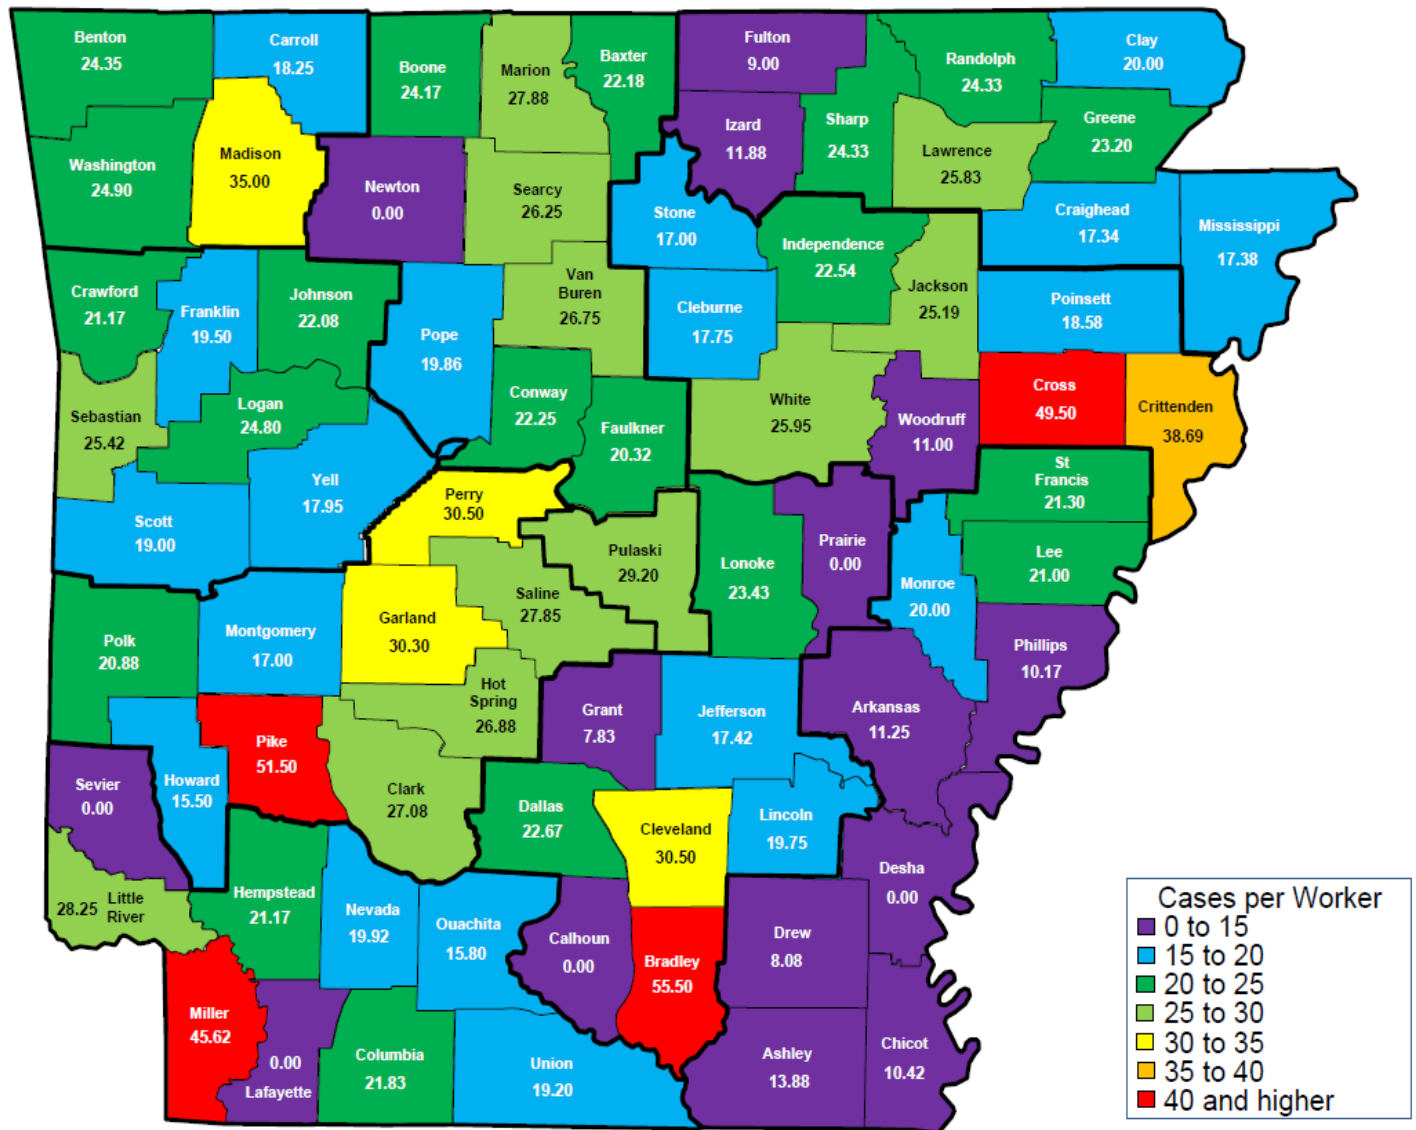 Benton
24.35
Carroll
18.25
Boone
24.17
Marion
27.88
Baxter
22.18
Fulton
9.00
Randolph
24.33
Clay
20.00
Izard
11.88
Sharp
24.33
Lawrence
25.83
Greene
23.20
Washington
24.90
Madison
35.00
Newton
0.00
Searcy
26.25
Stone
17.00
Independence
22.54
Craighead
17.34
Mississippi
17.38
Crawford
21.17
Franklin
19.50
Johnson
22.08
Pope
19.86
Van
Buren
26.75
Cleburne
17.75
Jackson
25.19
Poinsett
18.58
Sebastian
25.42
Logan
24.80
Conway
22.25
Faulkner
20.32
White
25.95
Woodruff
11.00
Cross
49.50
Crittenden
38.69
Scott
19.00
Yell
17.95
Perry
30.50
Pulaski
29.20
Lonoke
23.43
Prairie
0.00
St
Francis
21.30
Lee
21.00
Monroe
20.00
Phillips
10.17
Polk
20.88
Montgomery
17.00
Garland
30.30
Saline
27.85
Hot
Spring
26.88
Grant
7.83
Jefferson
17.42
Arkansas
11.25
Sevier
0.00
Howard
15.50
Pike
51.50
Clark
27.08
Dallas
22.67
Cleveland
30.50
Lincoln
19.75
Desha
0.00
28.25 Little
River
Hempstead
21.17
Nevada
19.92
Ouachita
15.80
Calhoun
0.00
Bradley
55.50
Drew
8.08
Miller
45.62
0.00
Lafayette
Columbia
21.83
Union
19.20
Ashley
13.88
Chicot
10.42
Cases per Worker
0 to 15
15 to 20
20 to 25
25 to 30
30 to 35
35 to 40
40 and higher